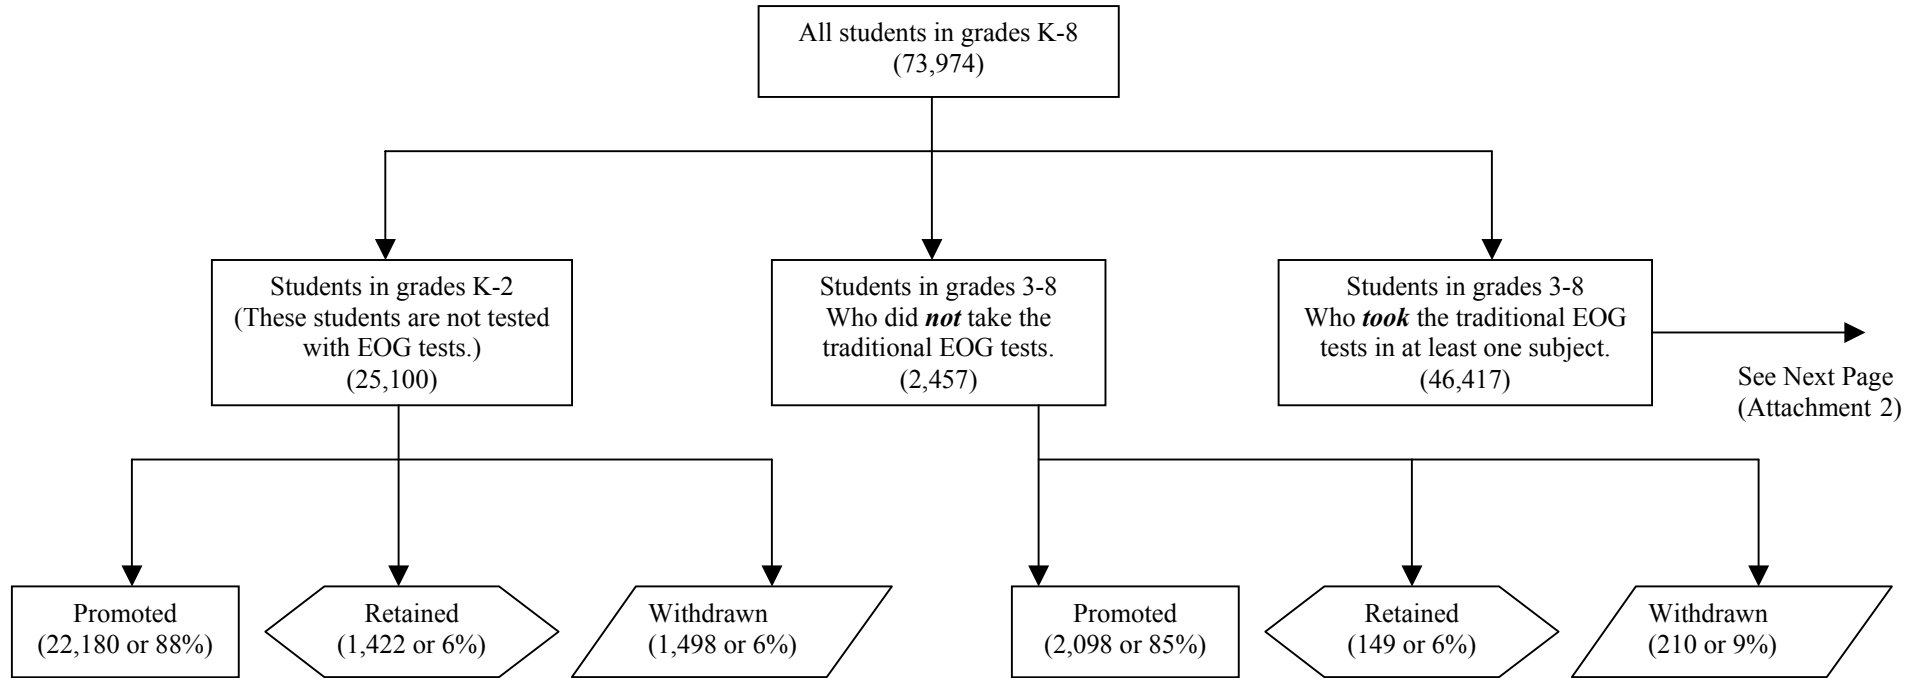 All students in grades K-8
(73,974)
Students in grades K-2
(These students are not tested
with EOG tests.)
(25,100)
Students in grades 3-8
Who did not take the
traditional EOG tests.
(2,457)
Students in grades 3-8
Who took the traditional EOG
tests in at least one subject.
(46,417)
See Next Page
(Attachment 2)
Promoted
(22,180 or 88%)
Retained
(1,422 or 6%)
Withdrawn
(1,498 or 6%)
Promoted
(2,098 or 85%)
Retained
(149 or 6%)
Withdrawn
(210 or 9%)